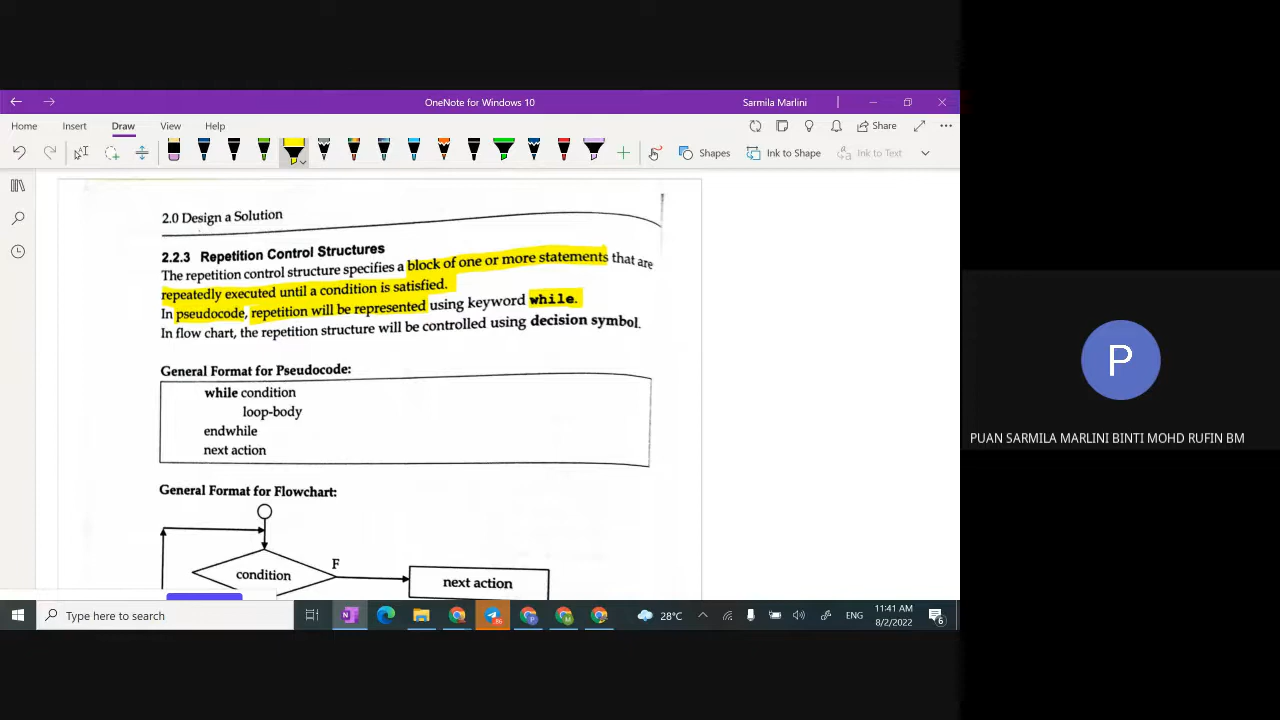 OneNote for Windows 10
Sarmila Marlini
Home Insert Draw View Help
Share
Shapes Ink to Shape Ink to Text
2.0 Design a Solution
2.2.3 Repetition Control Structures
The repetition control structure specifies a block of one or more statements that are
repeatedly executed until a condition is satisfied.
In pseudocode, repetition will be represented using keyword while.
In flow chart, the repetition structure will be controlled using decision symbol.
General Format for Pseudocode:
while condition
loop-body
endwhile
next action
General Format for Flowchart:
F
condition
next action
P
PUAN SARMILA MARLINI BINTI MOHD RUFIN BM
Type here to search
28°C
ENG
11:41 AM
8/2/2022
6